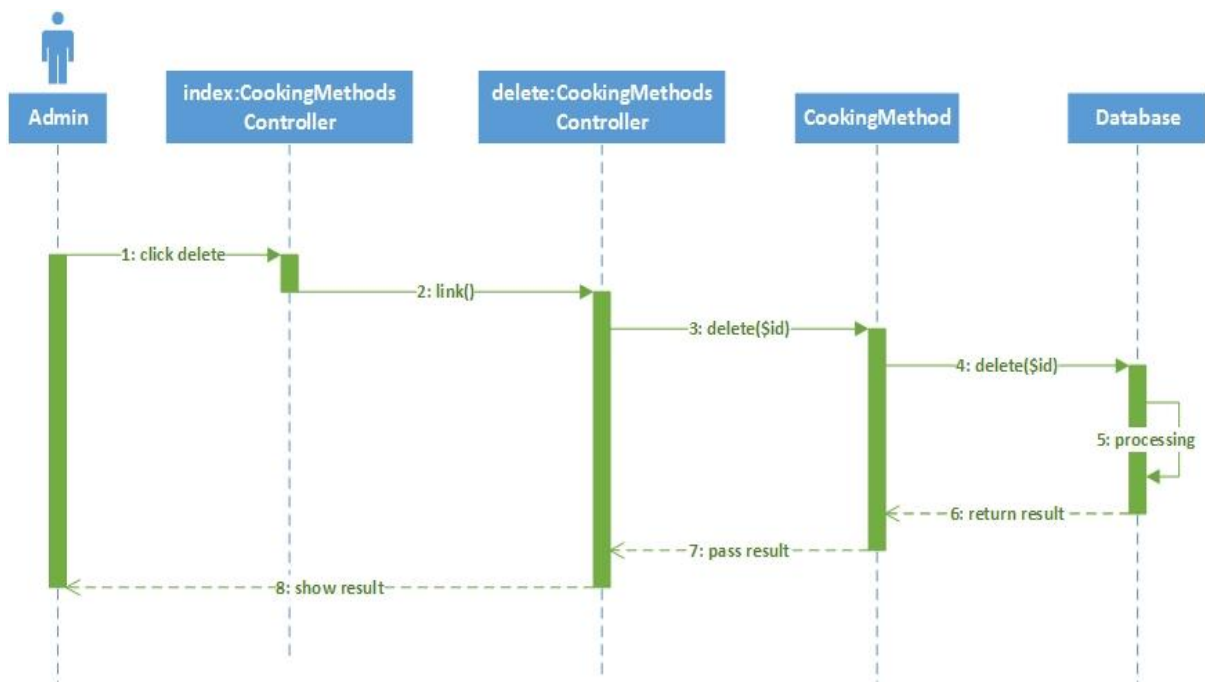 Admin
index:CookingMethods
Controller
delete:CookingMethods
Controller
CookingMethod
Database
1: click delete
2: link()
3: delete($id)
4: delete($id)
5: processing
6: return result
7: pass result
8: show result